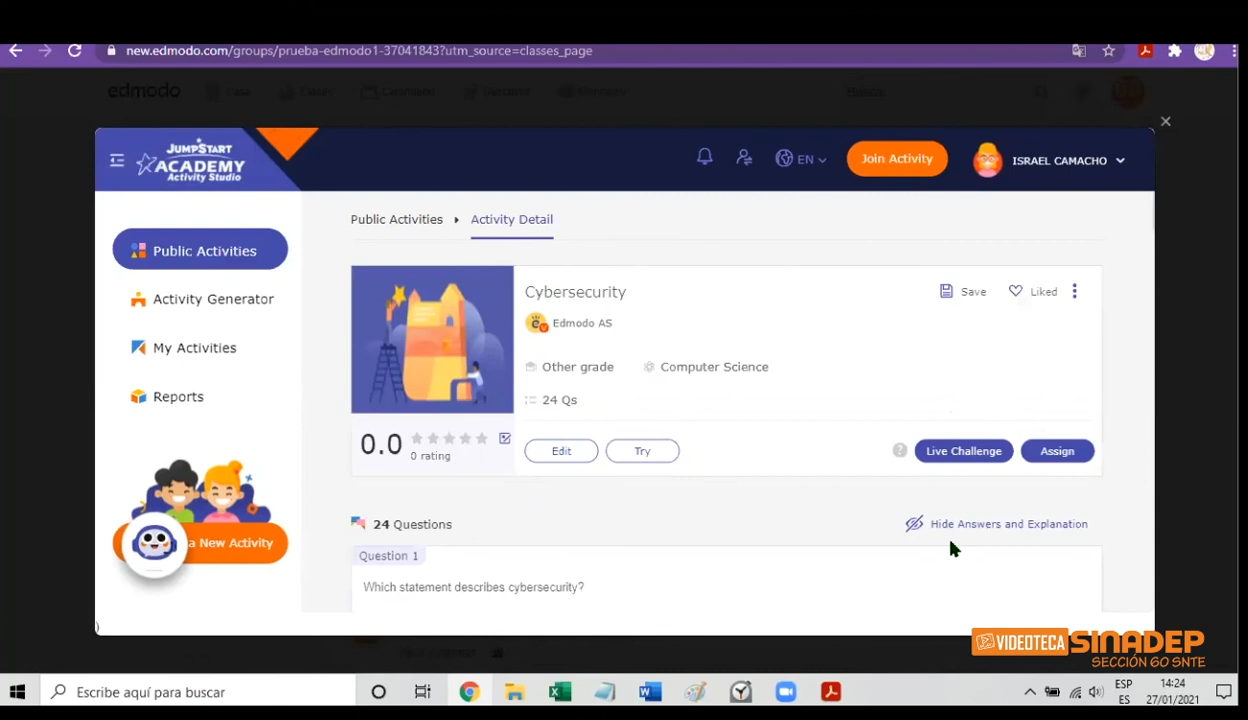 new.edmodo.com/groups/prueba-edmodo1-37041843?utm_source=classes_page
edmodo
Casa
Clases
Buscar
JUMPSTART
ACADEMY
Activity Studio
EN
Join Activity
ISRAEL CAMACHO
Public Activities
Activity Generator
My Activities
Reports
a New Activity
Public Activities
Activity Detail
Cybersecurity
Save
Liked
Edmodo AS
Other grade
Computer Science
24 Qs
0.0
0 rating
Edit
Try
?
Live Challenge
Assign
24 Questions
Hide Answers and Explanation
Question 1
Which statement describes cybersecurity?
VIDEOTECA SINADEP
SECCIÓN 60 SNTE
Escribe aquí para buscar
ESP
ES
14:24
27/01/2021